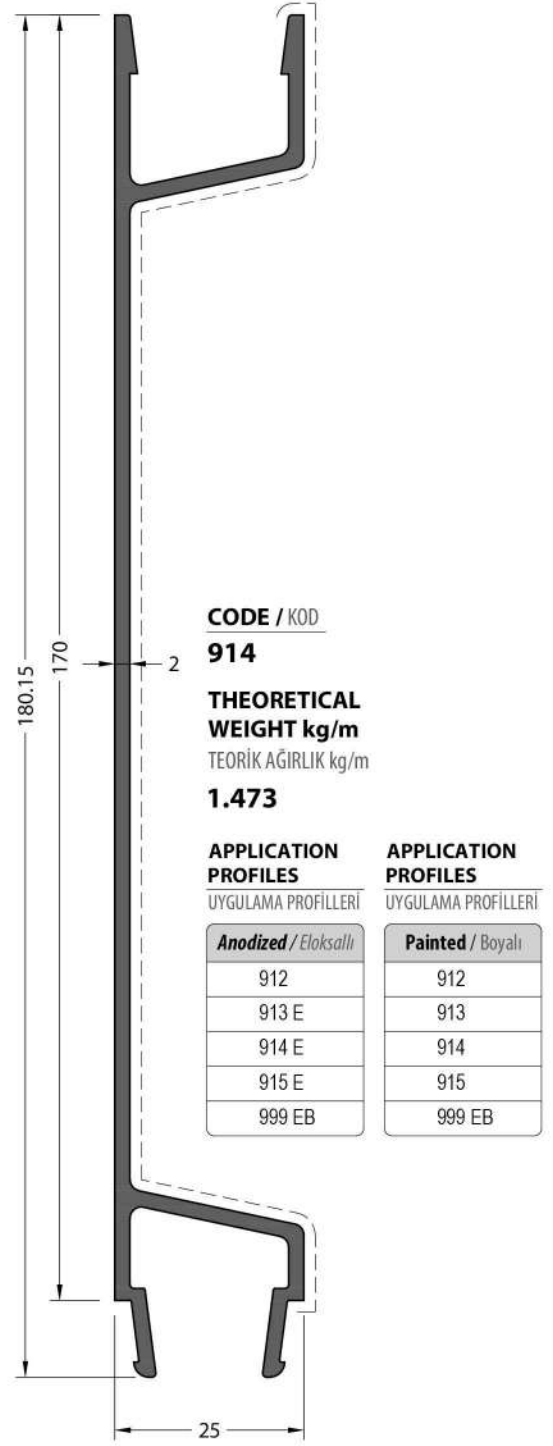 180.15
170
2
CODE / KOD
914
THEORETICAL
WEIGHT kg/m
TEORİK AĞIRLIK kg/m
1.473
APPLICATION
PROFILES
UYGULAMA PROFİLLERİ
Anodized / Eloksallı
912
913 E
914 E
915 E
999 EB
APPLICATION
PROFILES
UYGULAMA PROFİLLERİ
Painted / Boyalı
912
913
914
915
999 EB
25